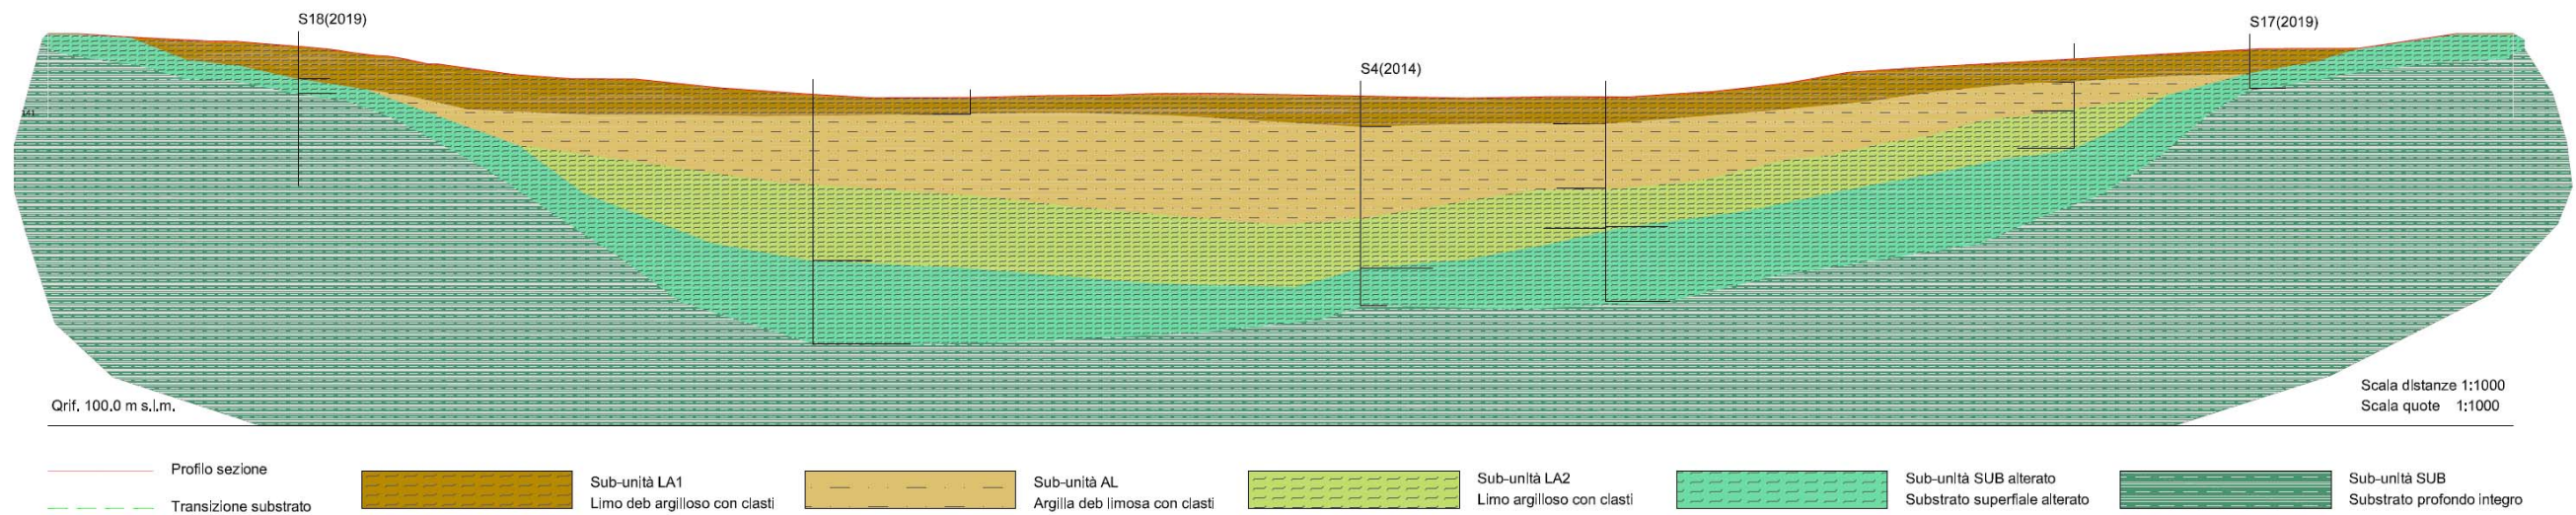 S18(2019)
S17(2019)
S4(2014)
141
Qrif. 100.0 m s.l.m.
Scala distanze 1:1000
Scala quote 1:1000
Profilo sezione
Transizione substrato
Sub-unità LA1
Limo deb argilloso con clasti
Sub-unità AL
Argilla deb limosa con clasti
Sub-unità LA2
Limo argilloso con clasti
Sub-unità SUB alterato
Substrato superfiale alterato
Sub-unità SUB
Substrato profondo integro